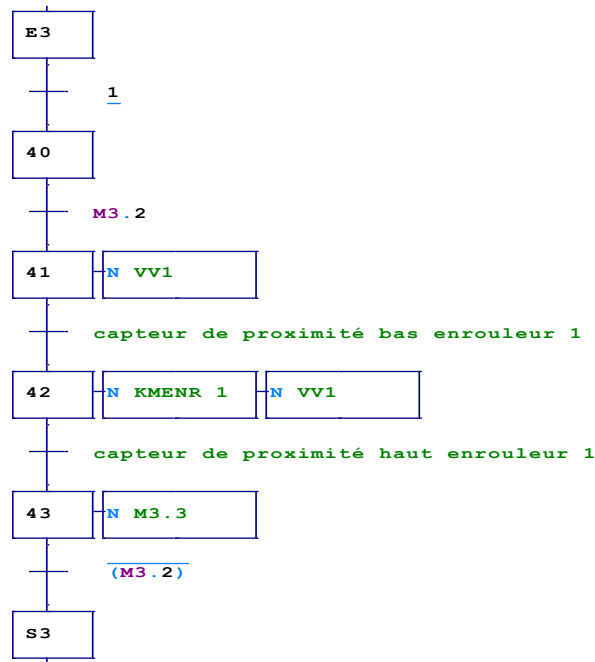 E3
1
40
M3.2
41 N VV1
capteur de proximité bas enrouleur 1
42 N KMENR 1 N VV1
capteur de proximité haut enrouleur 1
43 N M3.3
(M3.2)
S3